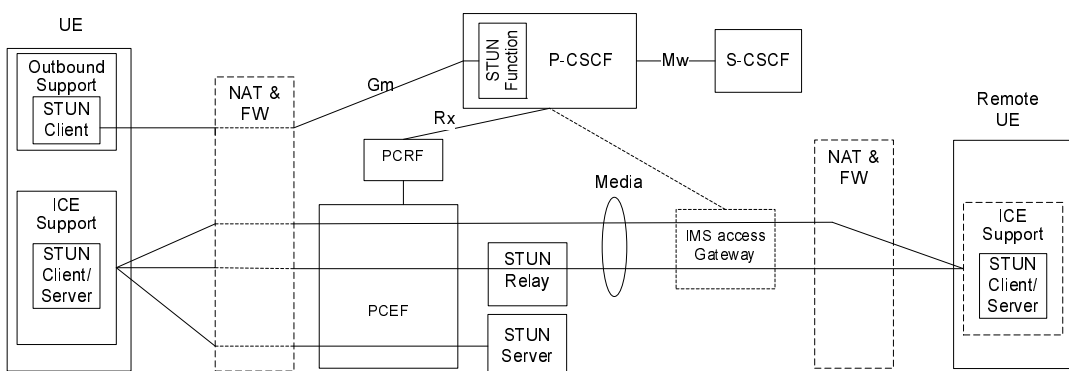 UE
Outbound
Support
STUN
Client
NAT &
FW
Gm
STUN
Function
P-CSCF
Mw
S-CSCF
Rx
PCRF
Remote
UE
NAT &
FW
Media
ICE
Support
STUN
Client/
Server
PCEF
STUN
Relay
STUN
Server
IMS access
Gateway
ICE
Support
STUN
Client/
Server